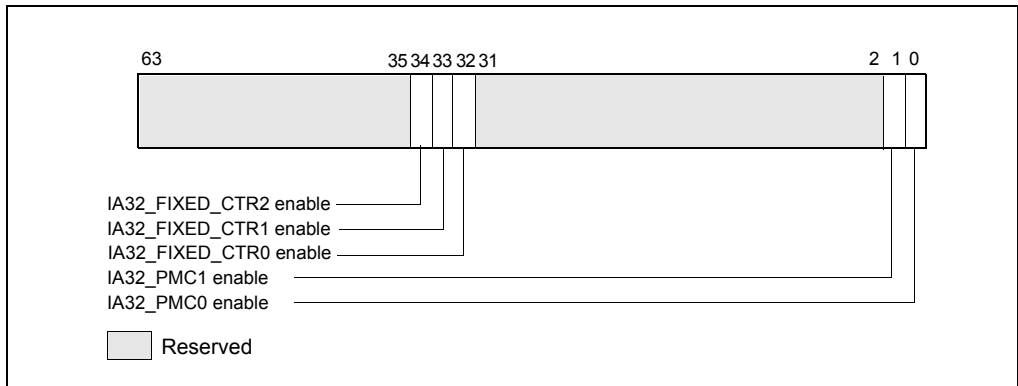 63 35 34 33 32 31 2 1 0
IA32_FIXED_CTR2 enable
IA32_FIXED_CTR1 enable
IA32_FIXED_CTR0 enable
IA32_PMC1 enable
IA32_PMC0 enable
Reserved